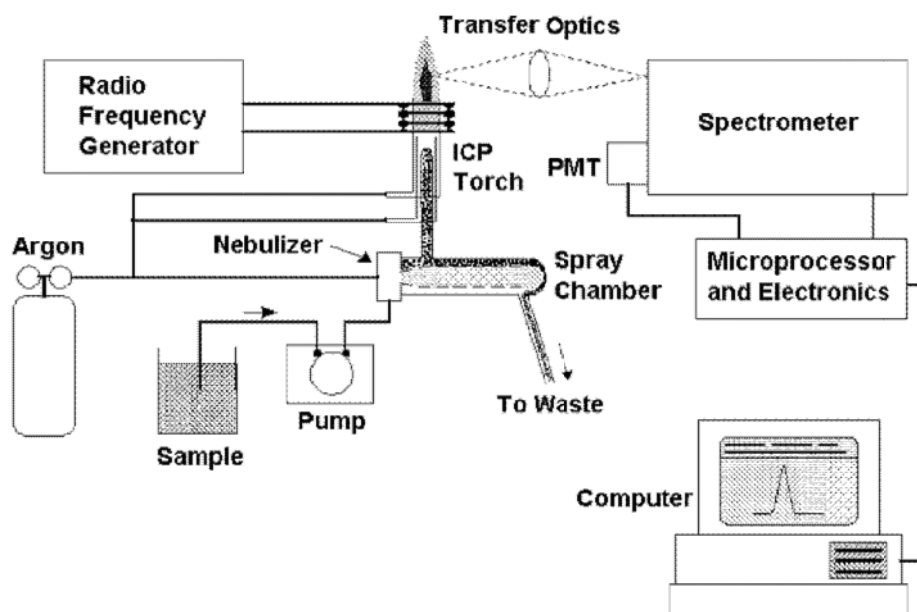 Transfer Optics
Radio
Frequency
Generator
Spectrometer
ICP
Torch
PMT
Argon
Nebulizer
Spray
Chamber
Microprocessor
and Electronics
To Waste
Pump
Sample
Computer